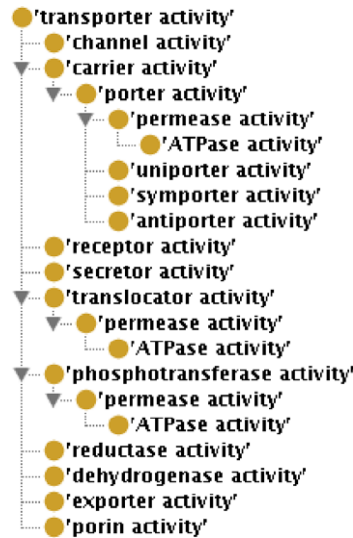 'transporter activity'
'channel activity'
'carrier activity'
'porter activity'
'permease activity'
'ATPase activity'
'uniporter activity'
'symporter activity'
'antiporter activity'
'receptor activity'
'secretor activity'
'translocator activity'
'permease activity'
'ATPase activity'
'phosphotransferase activity'
'permease activity'
'ATPase activity'
'reductase activity'
'dehydrogenase activity'
'exporter activity'
'porin activity'